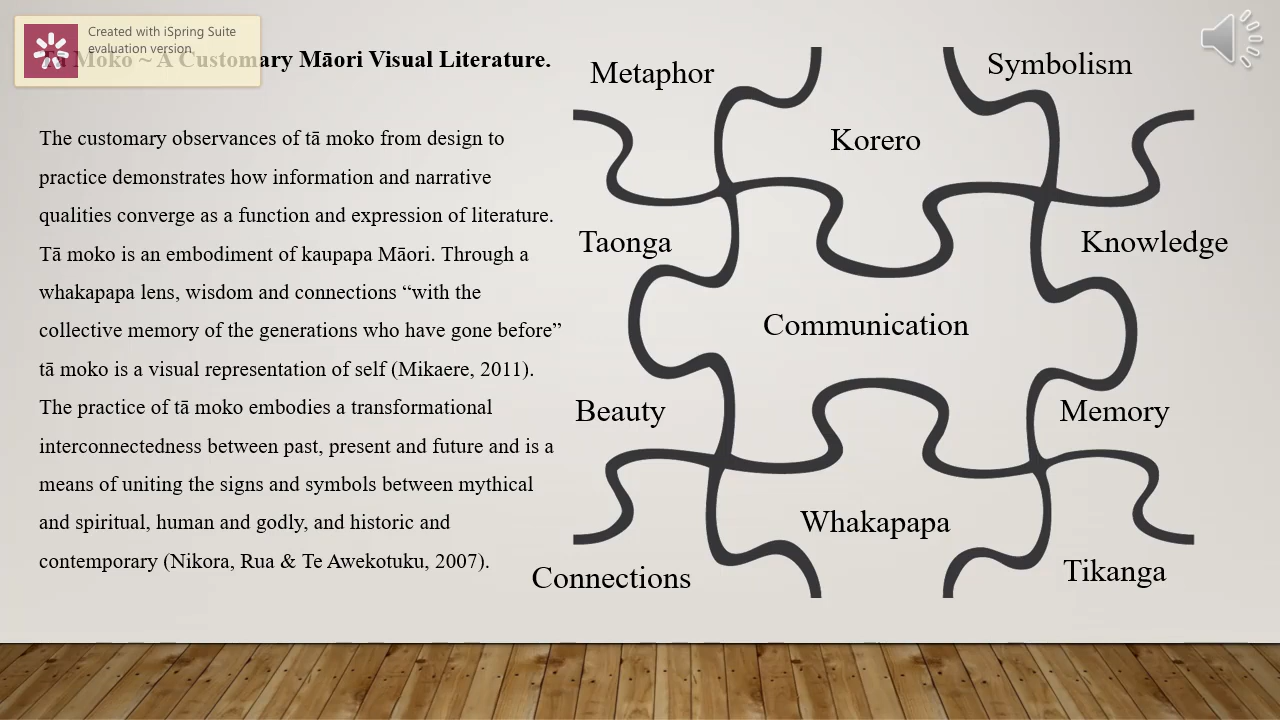 Created with iSpring Suite
evaluation version
Tā Moko ~ A Customary Māori Visual Literature.
The customary observances of tā moko from design to
practice demonstrates how information and narrative
qualities converge as a function and expression of literature.
Tā moko is an embodiment of kaupapa Māori. Through a
whakapapa lens, wisdom and connections “with the
collective memory of the generations who have gone before”
tā moko is a visual representation of self (Mikaere, 2011).
The practice of tā moko embodies a transformational
interconnectedness between past, present and future and is a
means of uniting the signs and symbols between mythical
and spiritual, human and godly, and historic and
contemporary (Nikora, Rua & Te Awekotuku, 2007).
Metaphor
Symbolism
Korero
Taonga
Knowledge
Communication
Beauty
Memory
Whakapapa
Connections
Tikanga